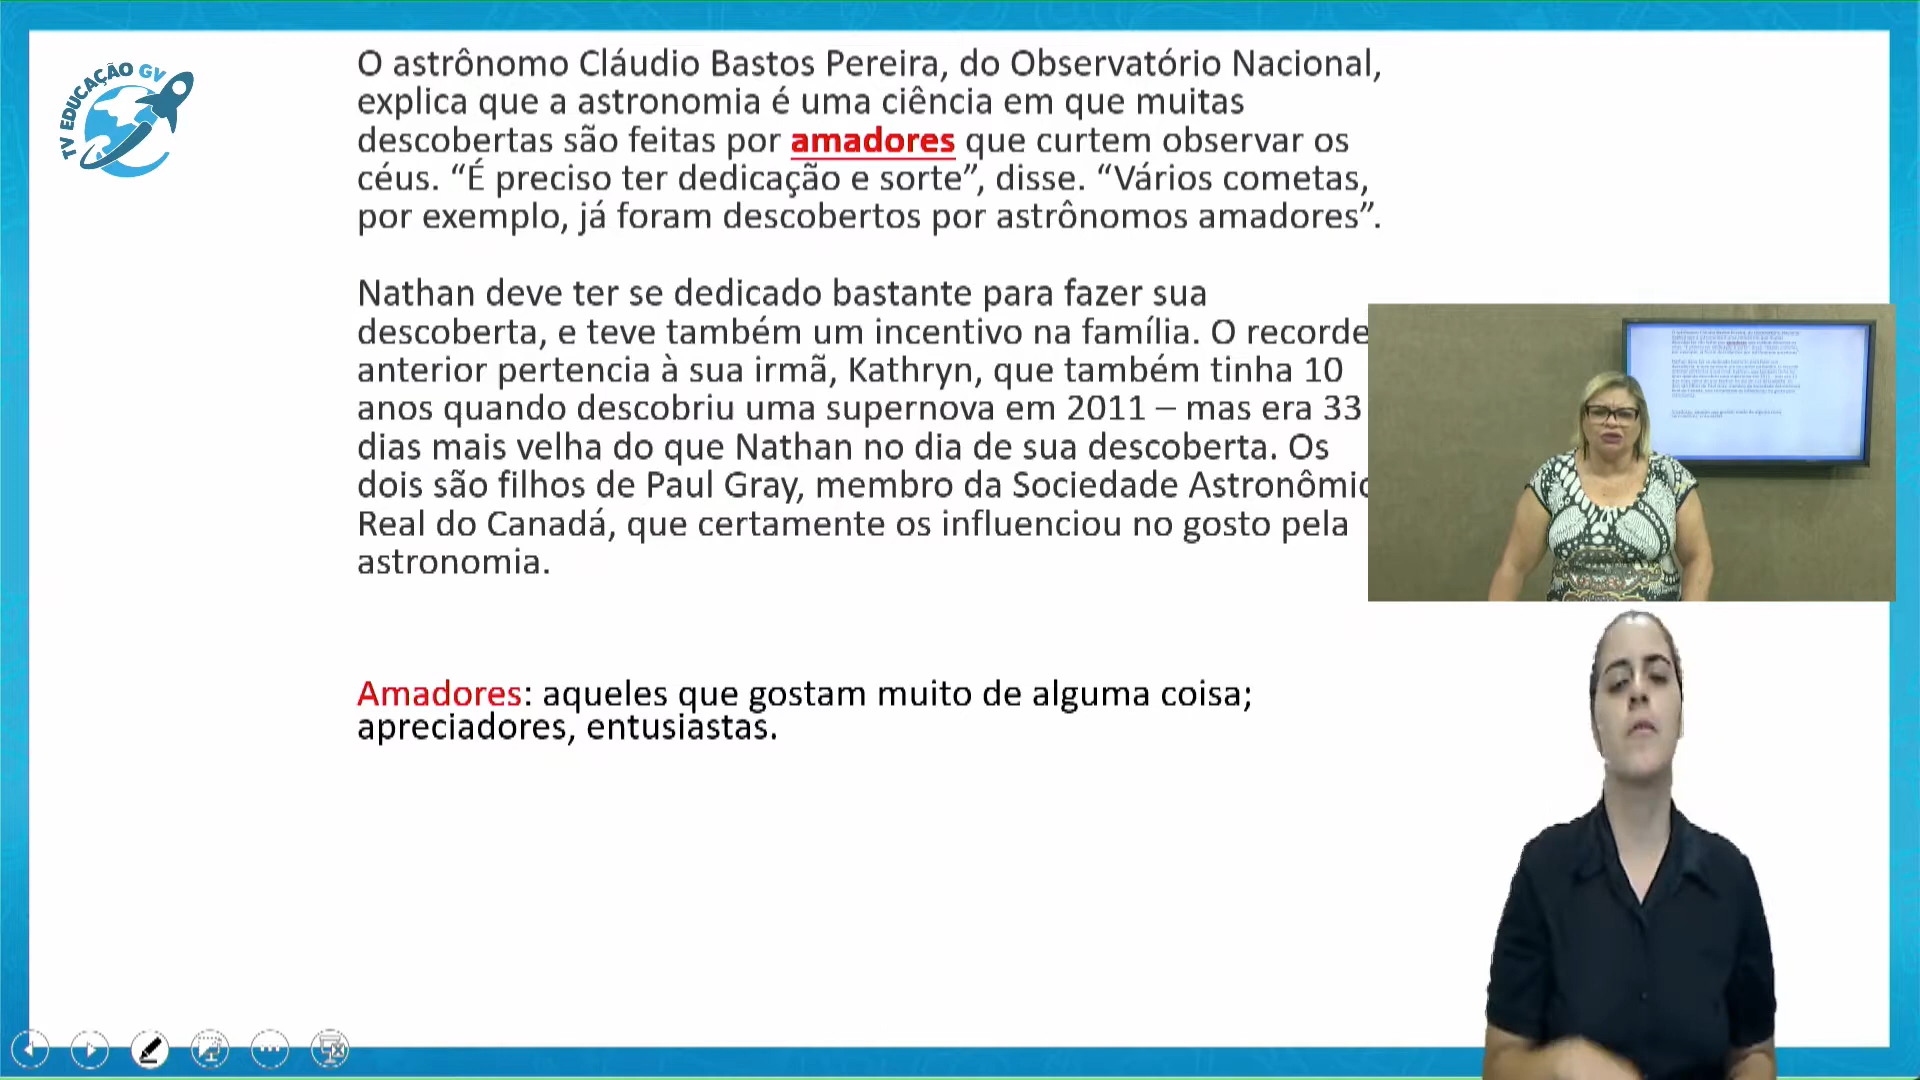 TV EDUCAÇÃO GV
O astrônomo Cláudio Bastos Pereira, do Observatório Nacional,
explica que a astronomia é uma ciência em que muitas
descobertas são feitas por amadores que curtem observar os
céus. “É preciso ter dedicação e sorte”, disse. “Vários cometas,
por exemplo, já foram descobertos por astrônomos amadores”.
Nathan deve ter se dedicado bastante para fazer sua
descoberta, e teve também um incentivo na família. O recorde
anterior pertencia à sua irmã, Kathryn, que também tinha 10
anos quando descobriu uma supernova em 2011 – mas era 33
dias mais velha do que Nathan no dia de sua descoberta. Os
dois são filhos de Paul Gray, membro da Sociedade Astronômic
Real do Canadá, que certamente os influenciou no gosto pela
astronomia.
Amadores: aqueles que gostam muito de alguma coisa;
apreciadores, entusiastas.